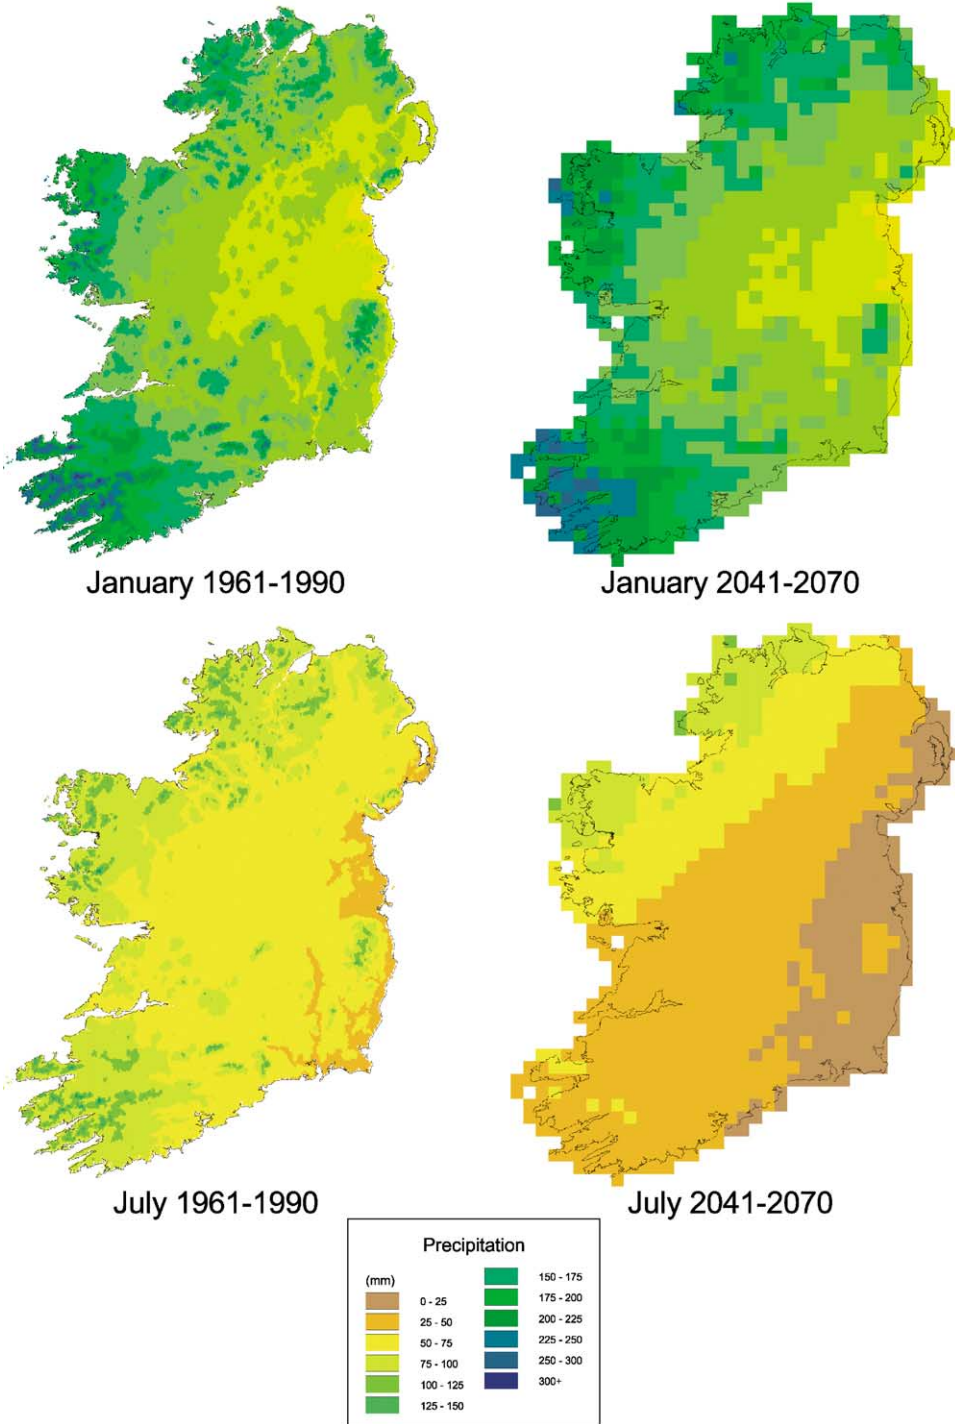 January 1961-1990
January 2041-2070
July 1961-1990
July 2041-2070
Precipitation
(mm)
0 - 25
25 - 50
50 - 75
75 - 100
100 - 125
125 - 150
150 - 175
175 - 200
200 - 225
225 - 250
250 - 300
300+